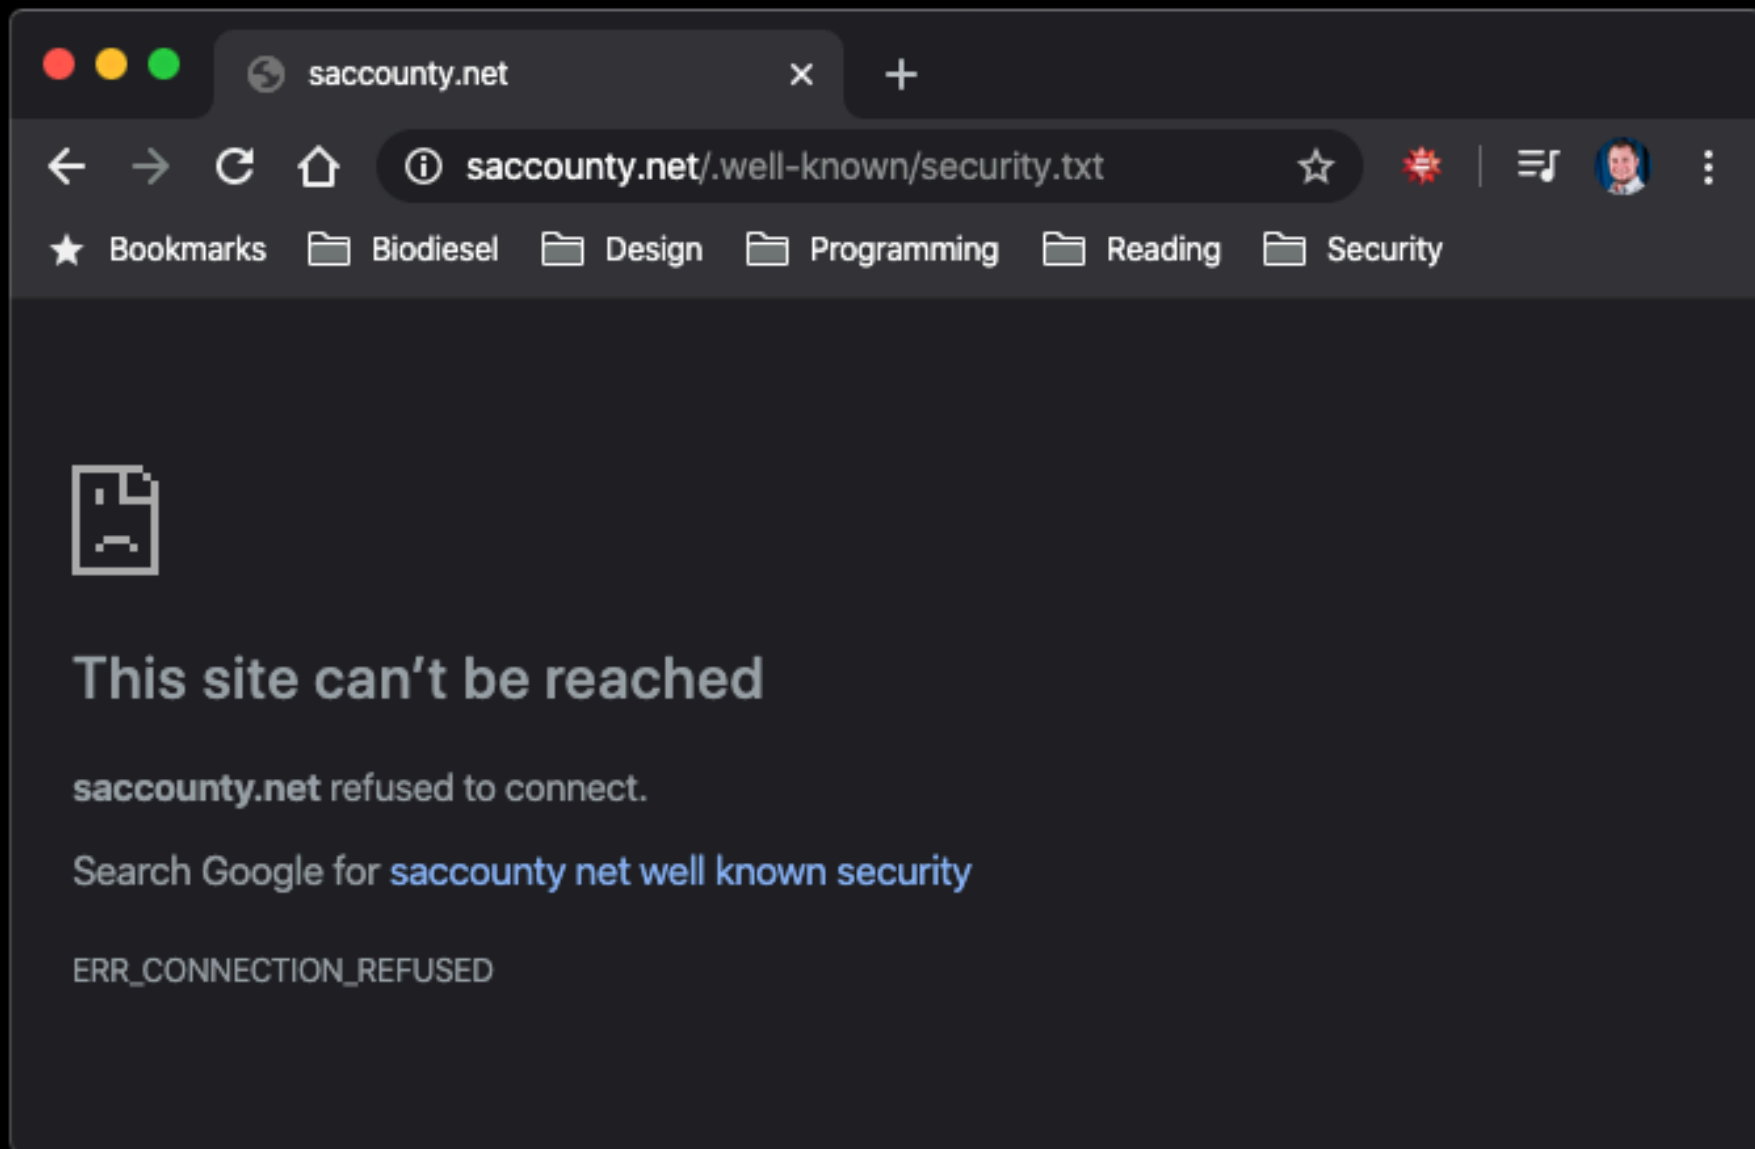 saccounty.net
saccounty.net/.well-known/security.txt
Bookmarks Biodiesel Design Programming Reading Security
This site can’t be reached
saccounty.net refused to connect.
Search Google for saccounty net well known security
ERR_CONNECTION_REFUSED